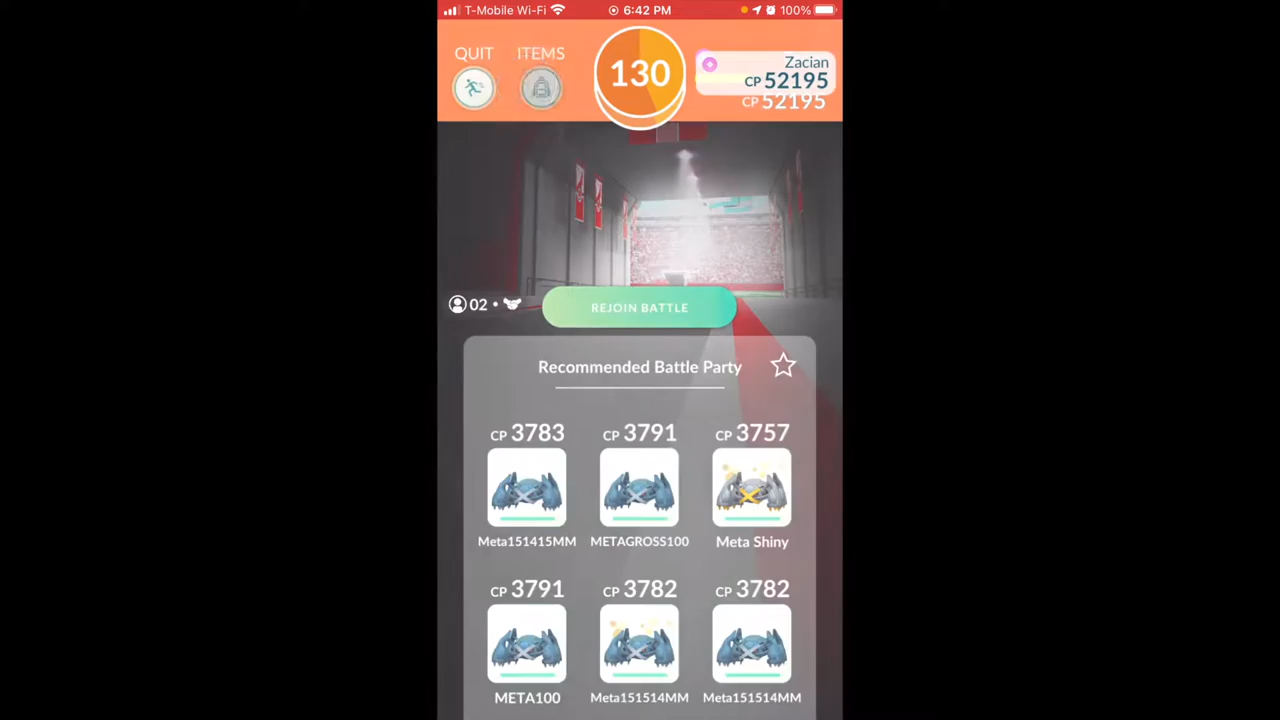 T-Mobile Wi-Fi 6:42 PM 100%
QUIT ITEMS 130 Zacian
CP 52195
CP 52195
02 • REJOIN BATTLE
Recommended Battle Party
CP 3783 CP 3791 CP 3757
Meta151415MM METAGROSS100 Meta Shiny
CP 3791 CP 3782 CP 3782
META100 Meta151514MM Meta151514MM